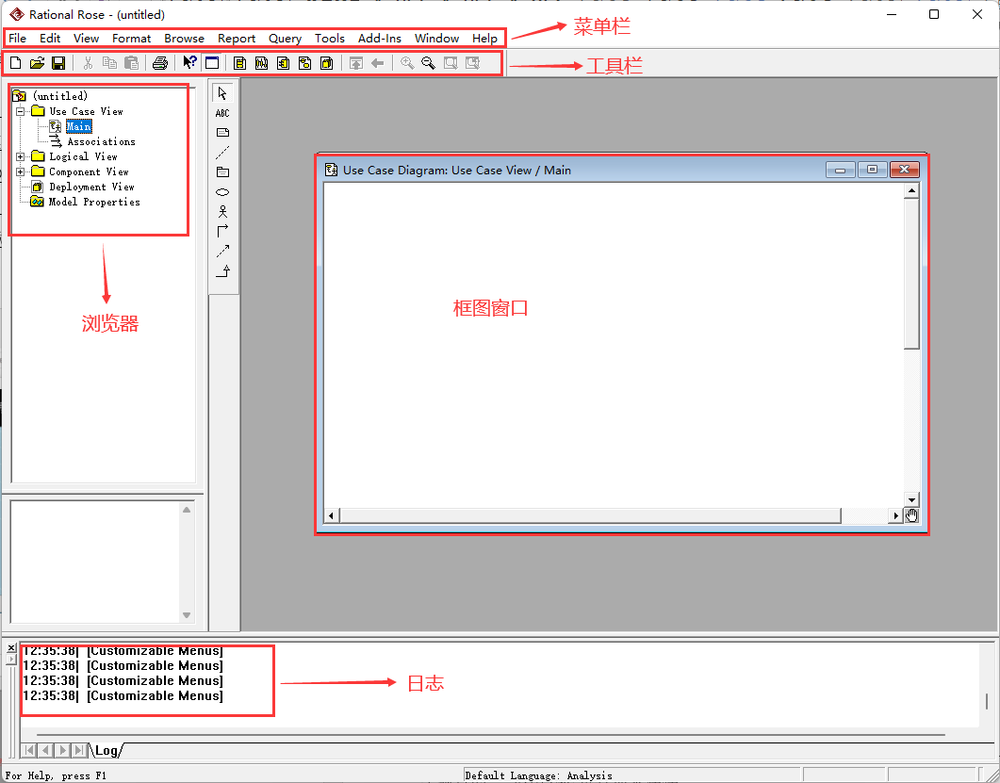 Rational Rose - (untitled)
File Edit View Format Browse Report Query Tools Add-Ins Window Help
菜单栏
工具栏
(untitled)
Use Case View
Main
Associations
Logical View
Component View
Deployment View
Model Properties
浏览器
ABC
Use Case Diagram: Use Case View / Main
框图窗口
12:35:38| [Customizable Menus]
12:35:38| [Customizable Menus]
12:35:38| [Customizable Menus]
12:35:38| [Customizable Menus]
日志
Log
For Help, press F1
Default Language: Analysis